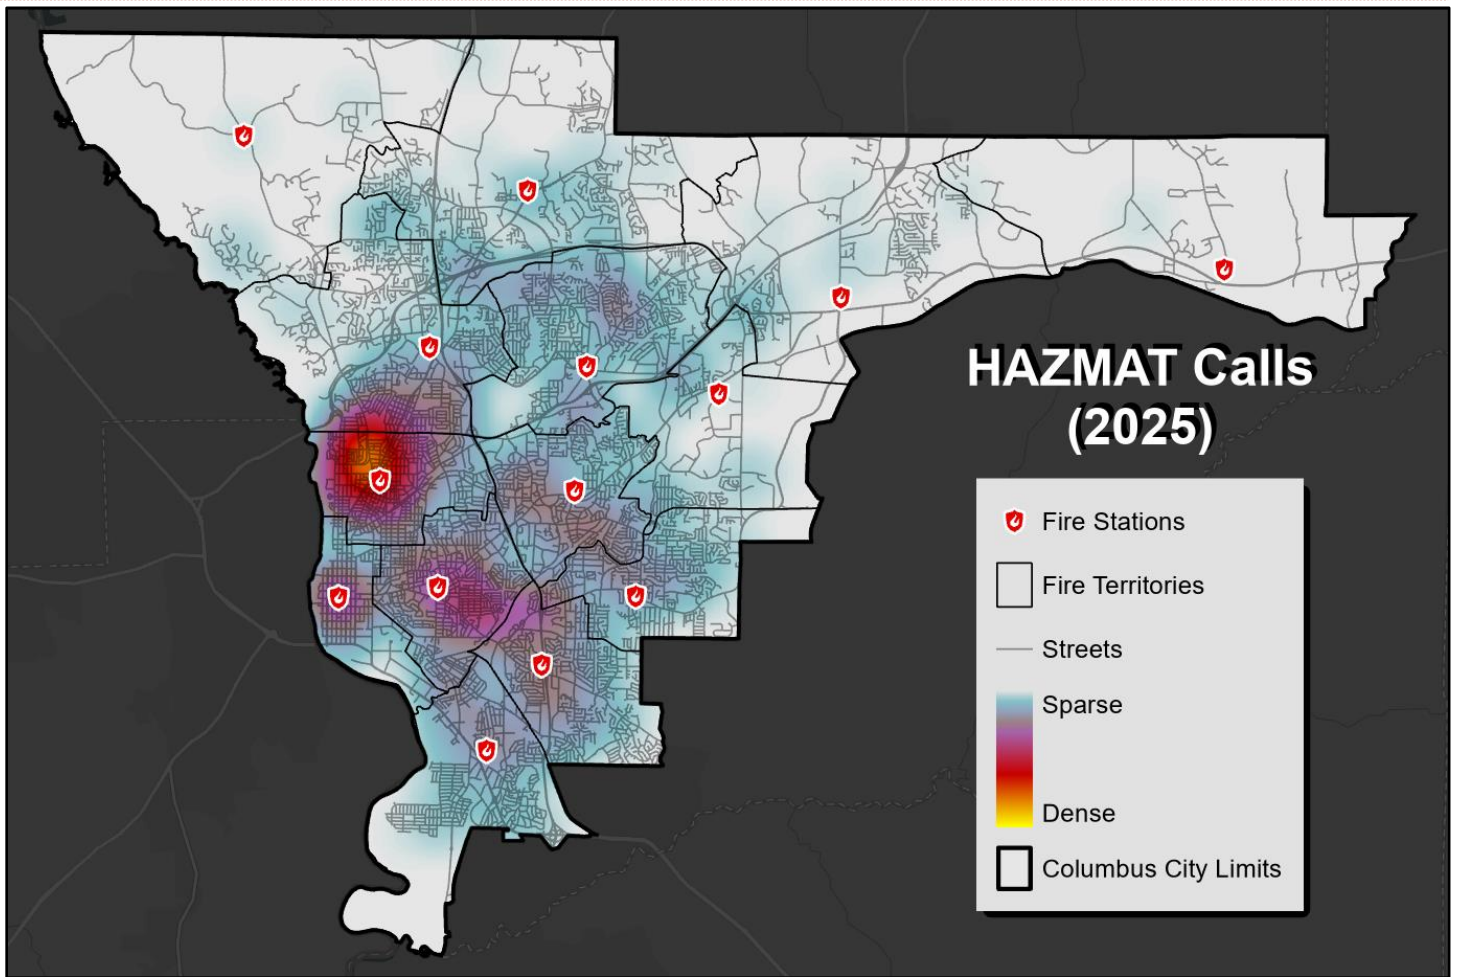 HAZMAT Calls
(2025)
Fire Stations
Fire Territories
Streets
Sparse
Dense
Columbus City Limits